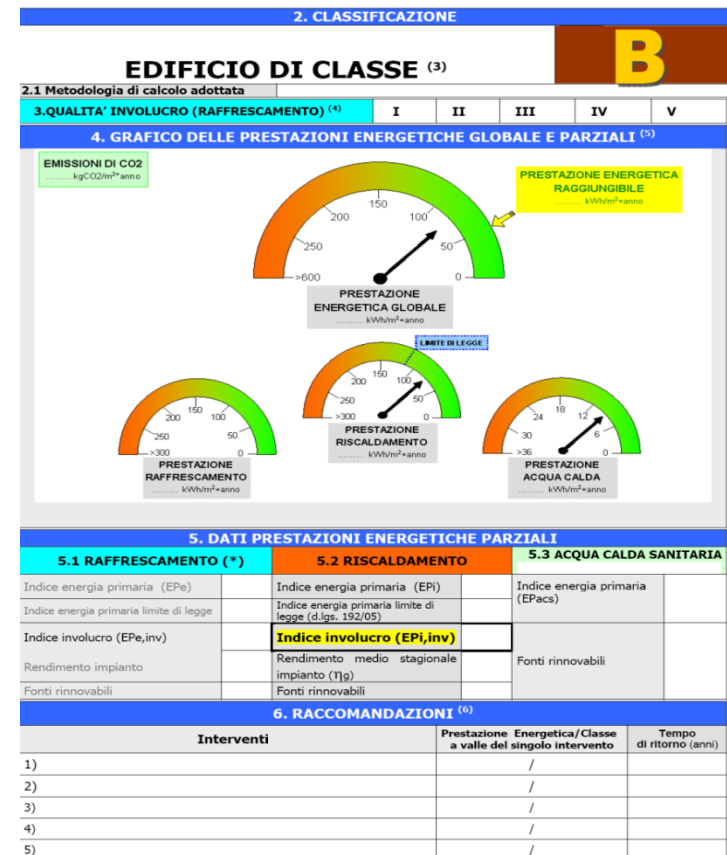 2. CLASSIFICAZIONE
EDIFICIO DI CLASSE (3)
B
2.1 Metodologia di calcolo adottata
3.QUALITA' INVOLUCRO (RAFFRESCAMENTO) (4) I II III IV V
4. GRAFICO DELLE PRESTAZIONI ENERGETICHE GLOBALE E PARZIALI (5)
EMISSIONI DI CO2
.........kgCO2/m²*anno
PRESTAZIONE ENERGETICA
RAGGIUNGIBILE
......... kWh/m²*anno
150
200 100
250 50
>600 0
PRESTAZIONE
ENERGETICA GLOBALE
......... kWh/m²*anno
LIMITE DI LEGGE
150
200 100
250 50
>300 0
PRESTAZIONE
RISCALDAMENTO
......... kWh/m²*anno
150
200 100
250 50
>300 0
PRESTAZIONE
RAFFRESCAMENTO
......... kWh/m²*anno
18
24 12
30 6
>36 0
PRESTAZIONE
ACQUA CALDA
......... kWh/m²*anno
5. DATI PRESTAZIONI ENERGETICHE PARZIALI
5.1 RAFFRESCAMENTO (*) 5.2 RISCALDAMENTO 5.3 ACQUA CALDA SANITARIA
Indice energia primaria (EPe)
Indice energia primaria limite di legge
Indice involucro (EPe,inv)
Rendimento impianto
Fonti rinnovabili
Indice energia primaria (EPi)
Indice energia primaria limite di
legge (d.lgs. 192/05)
Indice involucro (EPi,inv)
Rendimento medio stagionale
impianto (ηg)
Fonti rinnovabili
Indice energia primaria
(EPacs)
Fonti rinnovabili
6. RACCOMANDAZIONI (6)
Interventi
Prestazione Energetica/Classe
a valle del singolo intervento
Tempo
di ritorno (anni)
1) /
2) /
3) /
4) /
5) /